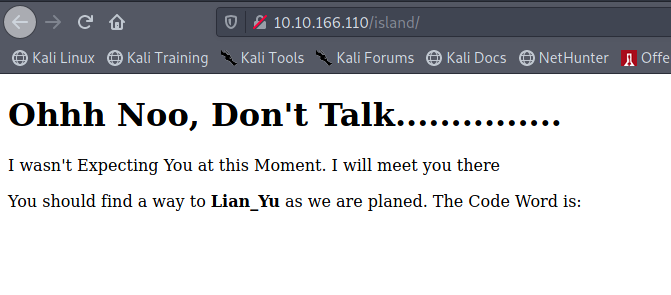 10.10.166.110/island/
Kali Linux Kali Training Kali Tools Kali Forums Kali Docs NetHunter Offe
Ohhh Noo, Don't Talk...............
I wasn't Expecting You at this Moment. I will meet you there
You should find a way to Lian_Yu as we are planed. The Code Word is: